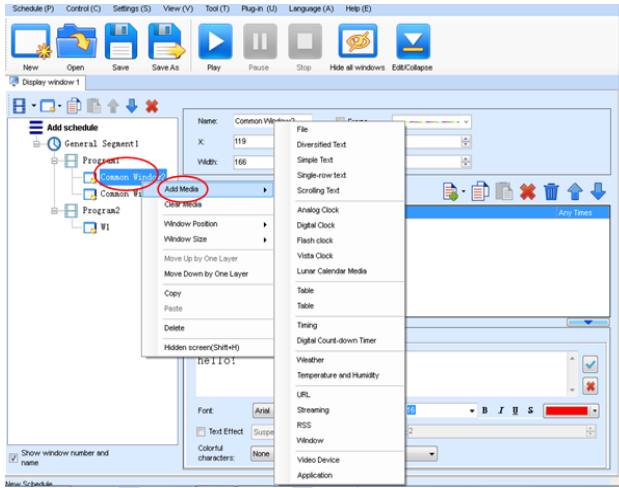 Schedule (P) Control (C) Settings (S) View (V) Tool (T) Plug-in (U) Language (A) Help (E)
New Open Save Save As Play Pause Stop Hide all windows Edit/Collapse
Display window 1
Add schedule
General Segment1
Program1
Common Window2
Common Wi
Program2
W1
Show window number and
name
New Schedule
Name: Common Window2
X: 119
Width: 166
Any Times
Add Media
Clear Media
Window Position
Window Size
Move Up by One Layer
Move Down by One Layer
Copy
Paste
Delete
Hidden screen(Shift+H)
File
Diversified Text
Simple Text
Single-row text
Scrolling Text
Analog Clock
Digital Clock
Flash clock
Vista Clock
Lunar Calendar Media
Table
Table
Timing
Digital Count-down Timer
Weather
Temperature and Humidity
URL
Streaming
RSS
Window
Video Device
Application
hello!
Font: Arial 16 B I U S
Text Effect Suspe 2
Colorful
characters: None